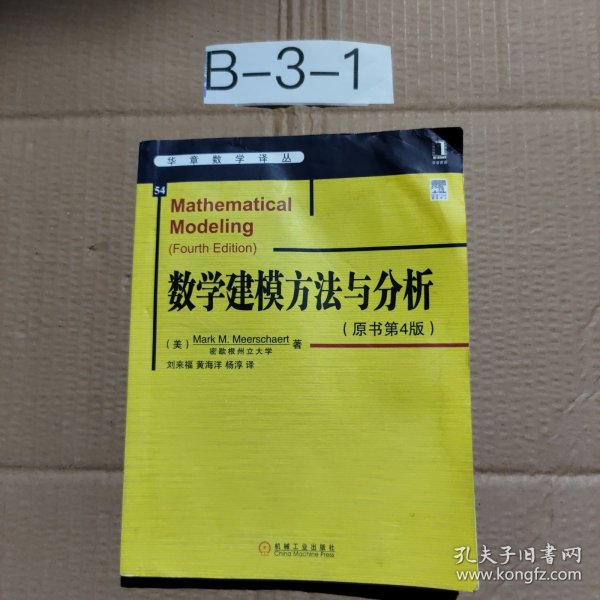 B-3-1
华章数学译丛
54
Mathematical
Modeling
(Fourth Edition)
数学建模方法与分析
(原书第4版)
(美) Mark M. Meerschaert 著
密歇根州立大学
刘来福 黄海洋 杨淳 译
机械工业出版社
China Machine Press
孔夫子旧书网
www.kongfz.com